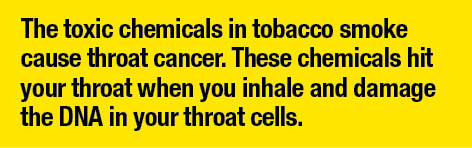 The toxic chemicals in tobacco smoke
cause throat cancer. These chemicals hit
your throat when you inhale and damage
the DNA in your throat cells.